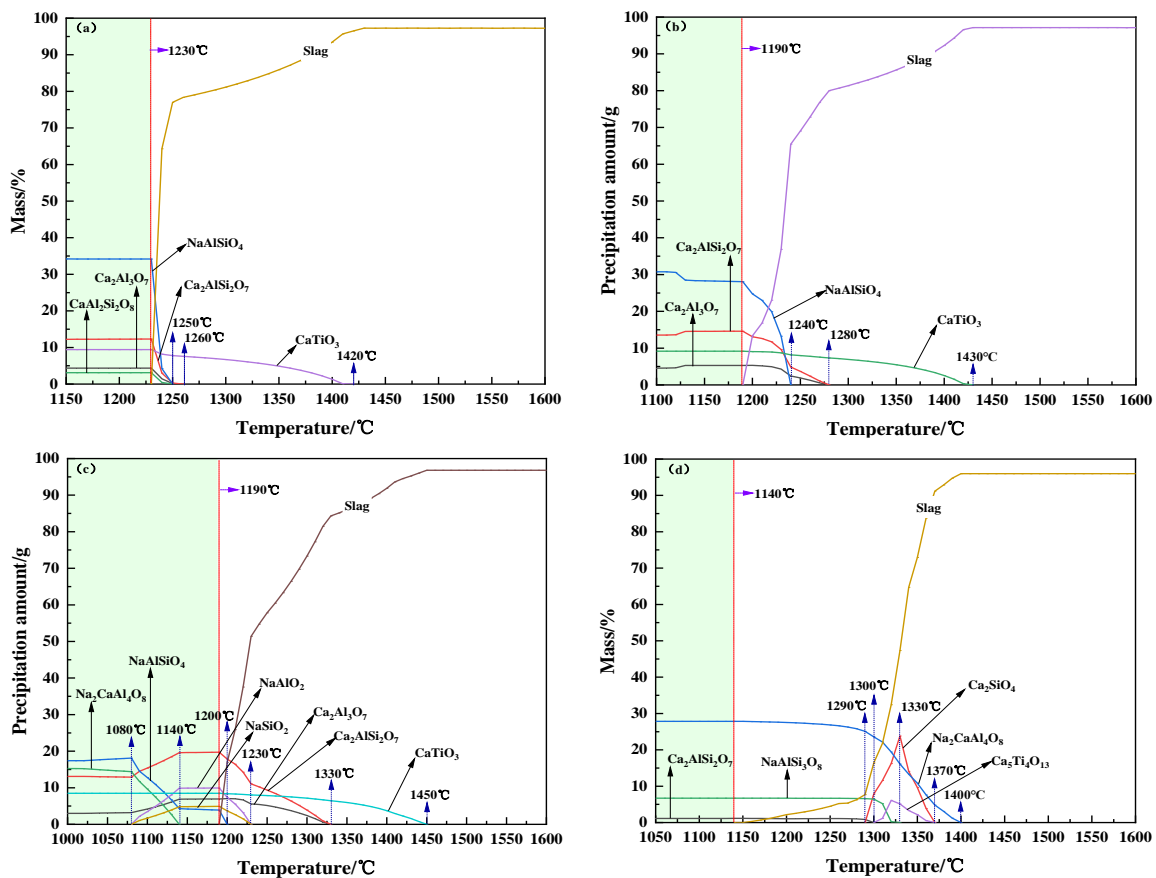 (a)
1230℃
Slag
NaAlSiO₄
Ca₂Al₃O₇
Ca₂AlSi₂O₇
CaAl₂Si₂O₈
1250℃
1260℃
CaTiO₃
1420℃
Mass/%
100
90
80
70
60
50
40
30
20
10
0
1150 1200 1250 1300 1350 1400 1450 1500 1550 1600
Temperature/℃
(b)
1190℃
Slag
Ca₂AlSi₂O₇
NaAlSiO₄
Ca₂Al₃O₇
1240℃
1280℃
CaTiO₃
1430℃
Precipitation amount/g
100
90
80
70
60
50
40
30
20
10
0
1100 1150 1200 1250 1300 1350 1400 1450 1500 1550 1600
Temperature/℃
(c)
1190℃
Slag
NaAlSiO₄
Na₂CaAl₄O₈
NaAlO₂
1200℃
1080℃
1140℃
NaSiO₂
Ca₂Al₃O₇
Ca₂AlSi₂O₇
1230℃
CaTiO₃
1330℃
1450℃
Precipitation amount/g
100
90
80
70
60
50
40
30
20
10
0
1000 1050 1100 1150 1200 1250 1300 1350 1400 1450 1500 1550 1600
Temperature/℃
(d)
1140℃
Slag
1300℃
Ca₂SiO₄
1290℃
1330℃
Na₂CaAl₄O₈
Ca₂AlSi₂O₇
NaAlSi₃O₈
Ca₅Ti₄O₁₃
1370℃
1400℃
Mass/%
100
90
80
70
60
50
40
30
20
10
0
1050 1100 1150 1200 1250 1300 1350 1400 1450 1500 1550 1600
Temperature/℃